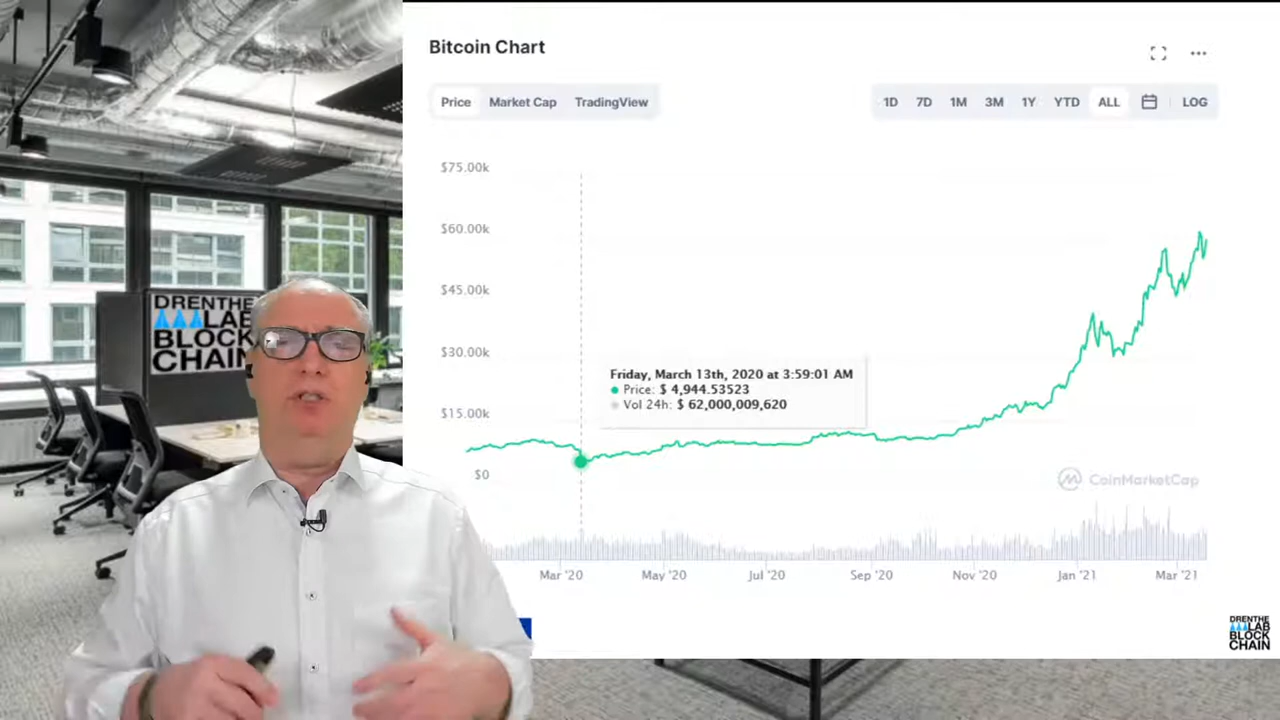 Bitcoin Chart
Price Market Cap TradingView
1D 7D 1M 3M 1Y YTD ALL LOG
$75.00k
$60.00k
$45.00k
$30.00k
$15.00k
$0
Friday, March 13th, 2020 at 3:59:01 AM
Price: $ 4,944.53523
Vol 24h: $ 62,000,009,620
CoinMarketCap
Mar '20 May '20 Jul '20 Sep '20 Nov '20 Jan '21 Mar '21
DRENTHE
LAB
BLOCK
CHAIN
DRENTHE
LAB
BLOCK
CHAIN